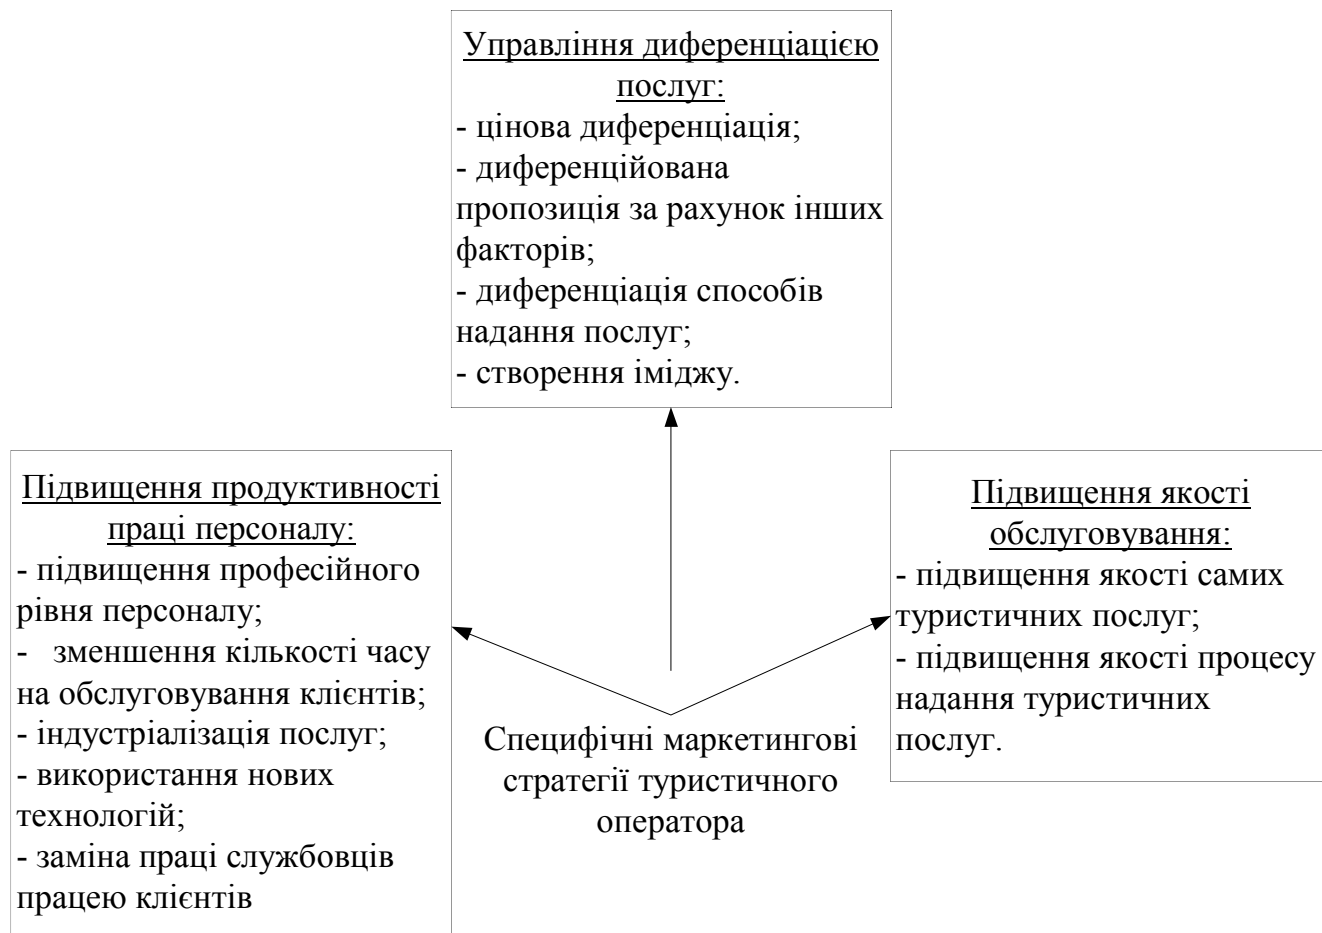 Управління диференціацією
послуг:
- цінова диференціація;
- диференційована
пропозиція за рахунок інших
факторів;
- диференціація способів
надання послуг;
- створення іміджу.
Підвищення продуктивності
праці персоналу:
- підвищення професійного
рівня персоналу;
-   зменшення кількості часу
на обслуговування клієнтів;
- індустріалізація послуг;
- використання нових
технологій;
- заміна праці службовців
працею клієнтів
Специфічні маркетингові
стратегії туристичного
оператора
Підвищення якості
обслуговування:
- підвищення якості самих
туристичних послуг;
- підвищення якості процесу
надання туристичних
послуг.